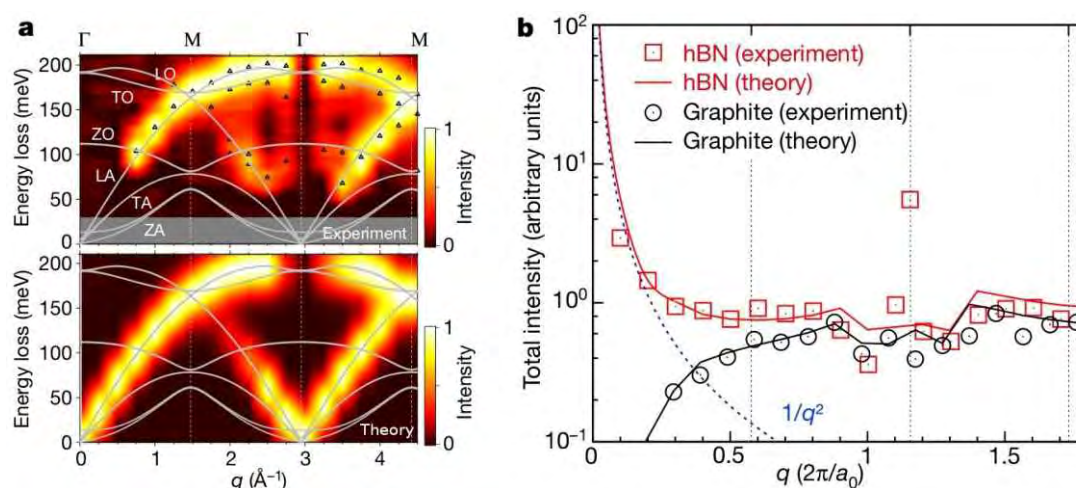 a
Γ M Γ M
200
150
100
50
0
Energy loss (meV)
LO
TO
ZO
LA
TA
ZA
Experiment
1
0
Intensity
200
150
100
50
0
Energy loss (meV)
Theory
1
0
Intensity
0 1 2 3 4
q (Å⁻¹)
b
10²
10¹
10⁰
10⁻¹
Total intensity (arbitrary units)
hBN (experiment)
hBN (theory)
Graphite (experiment)
Graphite (theory)
1/q²
0 0.5 1 1.5
q (2π/a₀)